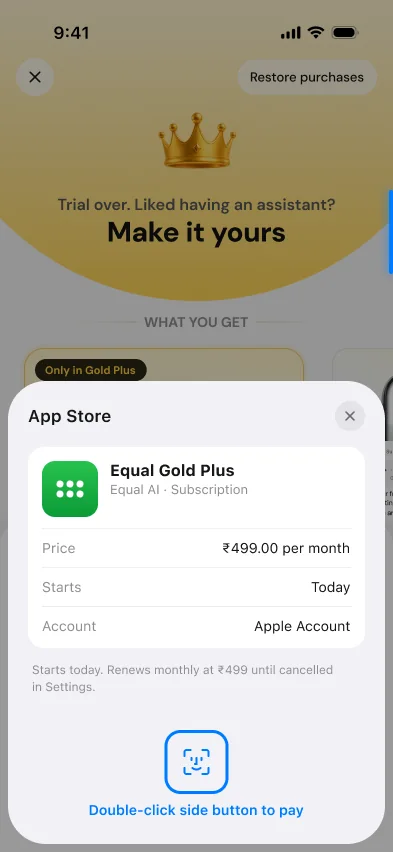 9:41
Restore purchases
Trial over. Liked having an assistant?
Make it yours
WHAT YOU GET
Only in Gold Plus
App Store
Equal Gold Plus
Equal AI · Subscription
Price ₹499.00 per month
Starts Today
Account Apple Account
Starts today. Renews monthly at ₹499 until cancelled
in Settings.
Double-click side button to pay